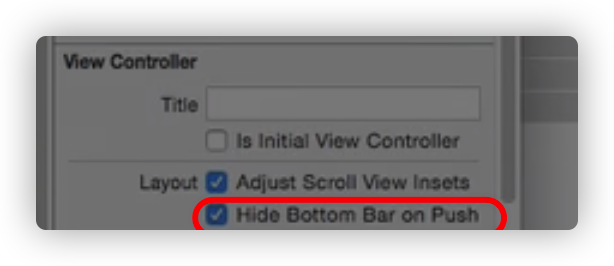 View Controller
Title
Is Initial View Controller
Layout Adjust Scroll View Insets
Hide Bottom Bar on Push